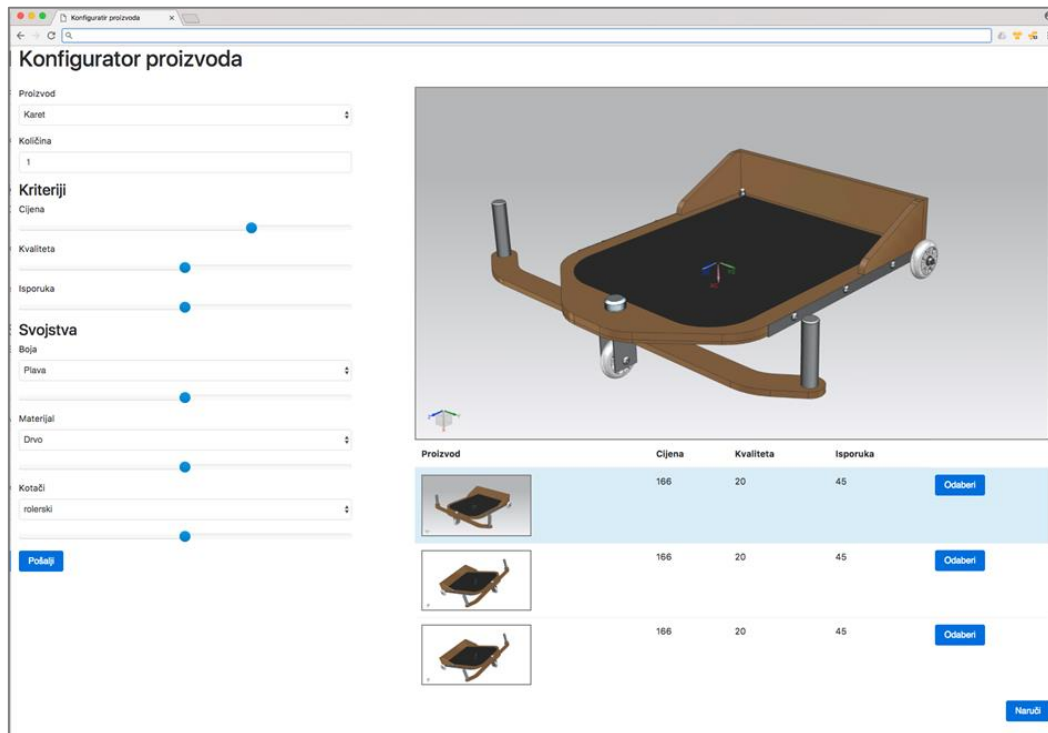 Konfiguratir proizvoda
Konfigurator proizvoda
Proizvod
Karet
Količina
1
Kriteriji
Cijena
Kvaliteta
Isporuka
Svojstva
Boja
Plava
Materijal
Drvo
Kotači
rolerski
Pošalji
Proizvod Cijena Kvaliteta Isporuka
166 20 45 Odaberi
166 20 45 Odaberi
166 20 45 Odaberi
Naruči